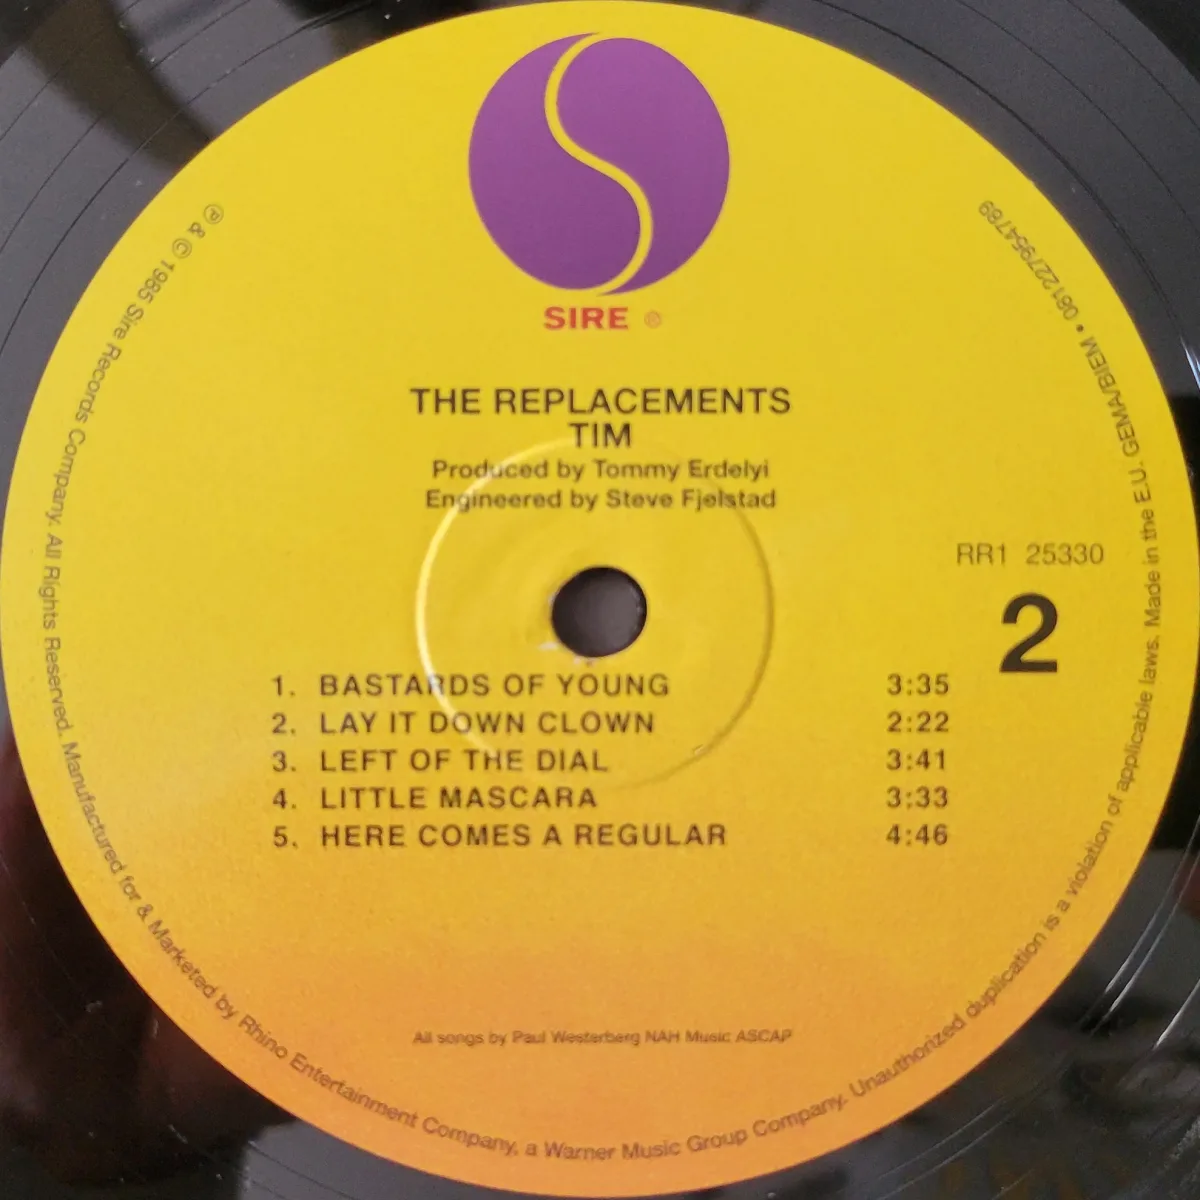 SIRE ®
THE REPLACEMENTS
TIM
Produced by Tommy Erdelyi
Engineered by Steve Fjelstad
RR1 25330
2
1. BASTARDS OF YOUNG 3:35
2. LAY IT DOWN CLOWN 2:22
3. LEFT OF THE DIAL 3:41
4. LITTLE MASCARA 3:33
5. HERE COMES A REGULAR 4:46
All songs by Paul Westerberg NAH Music ASCAP
℗ & © 1985 Sire Records Company. All Rights Reserved. Manufactured for & Marketed by Rhino Entertainment Company, a Warner Music Group Company. Unauthorized duplication is a violation of applicable laws. Made in the E.U. GEMA/BIEM • 081227954789